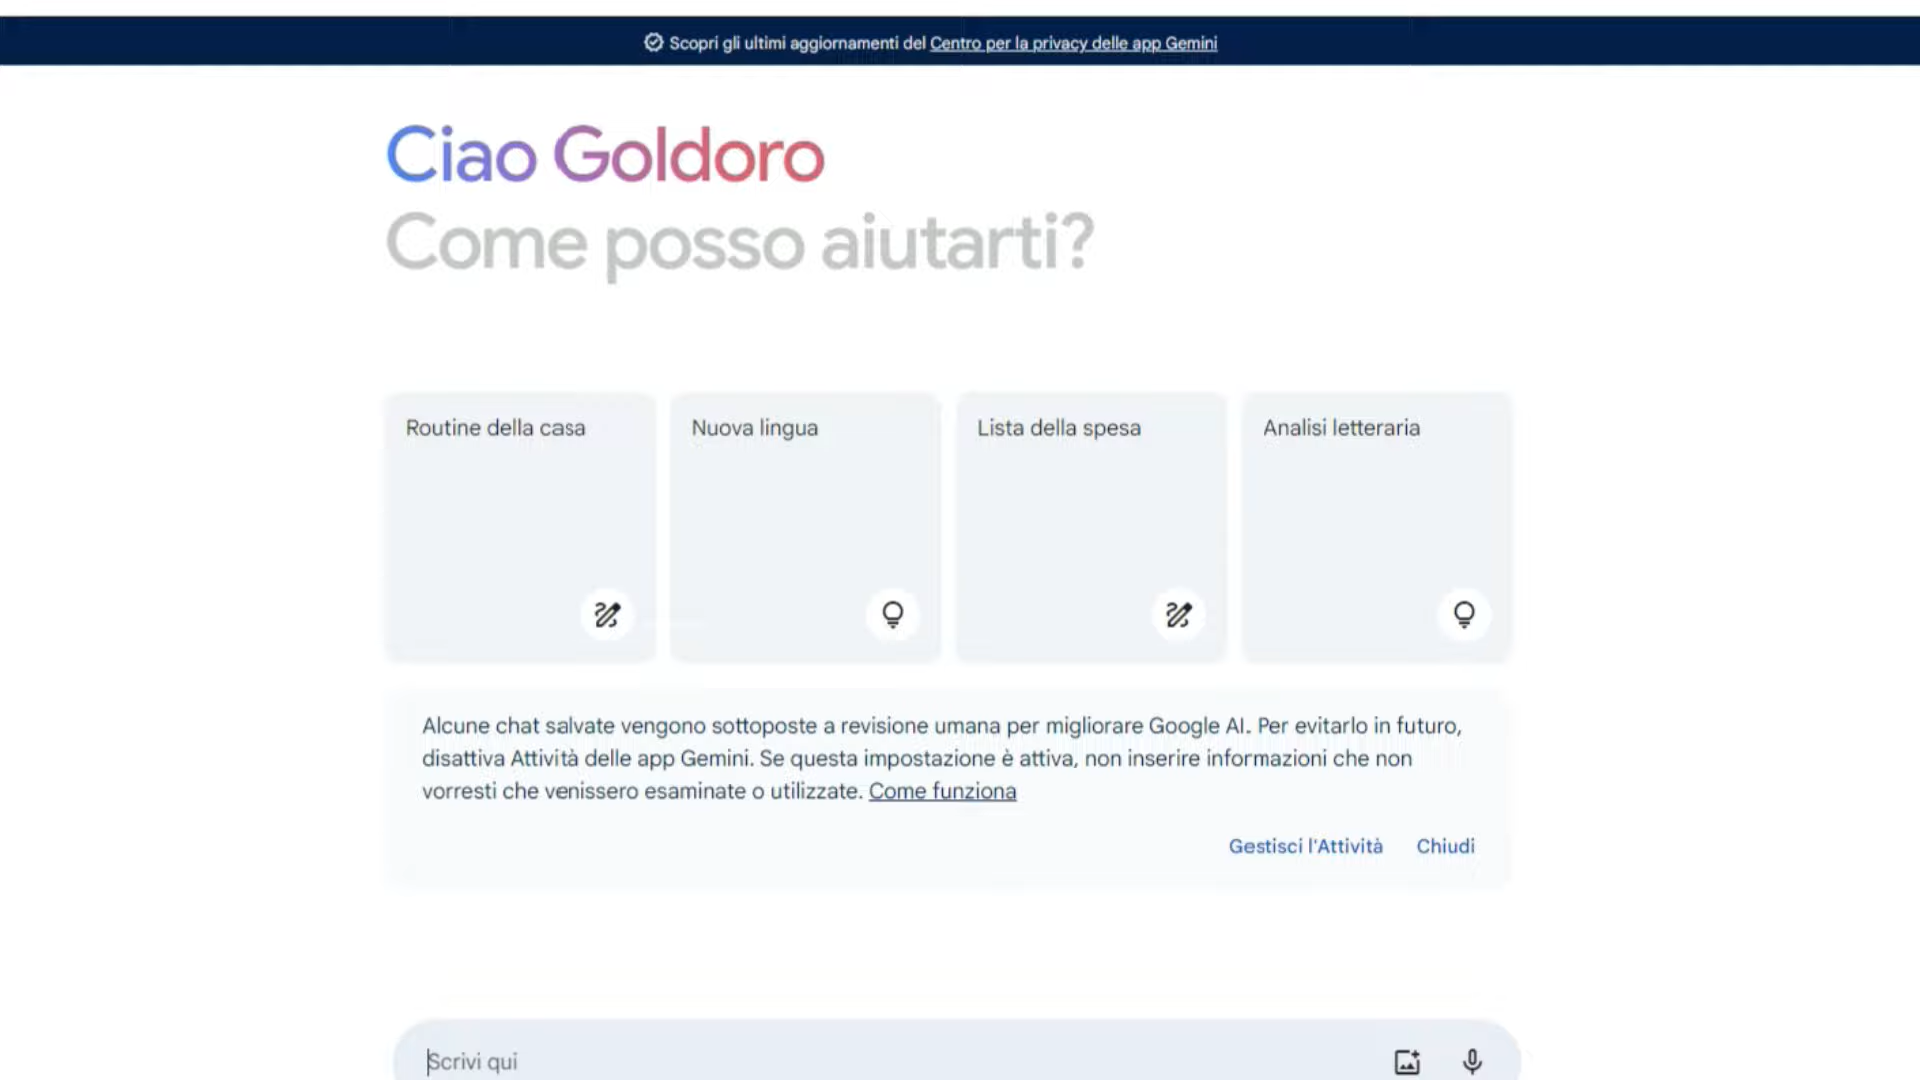 Scopri gli ultimi aggiornamenti del Centro per la privacy delle app Gemini
Ciao Goldoro
Come posso aiutarti?
Routine della casa
Nuova lingua
Lista della spesa
Analisi letteraria
Alcune chat salvate vengono sottoposte a revisione umana per migliorare Google AI. Per evitarlo in futuro,
disattiva Attività delle app Gemini. Se questa impostazione è attiva, non inserire informazioni che non
vorresti che venissero esaminate o utilizzate. Come funziona
Gestisci l'Attività Chiudi
Scrivi qui